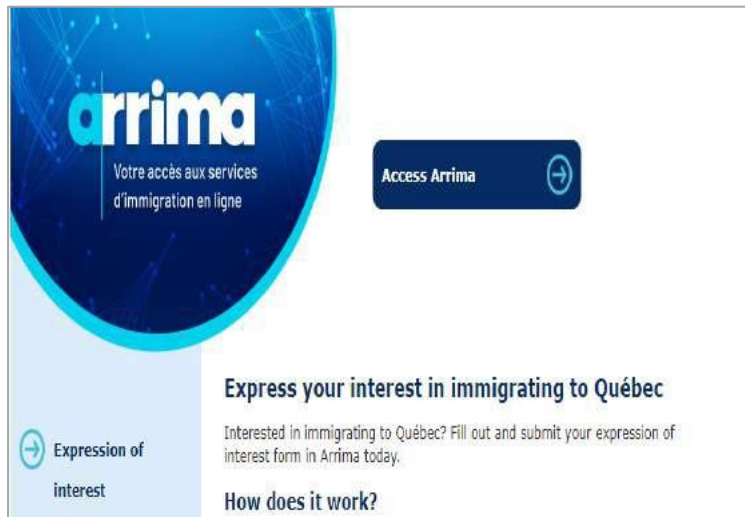 arrima
Votre accès aux services
d'immigration en ligne
Access Arrima
Express your interest in immigrating to Québec
Interested in immigrating to Québec? Fill out and submit your expression of
interest form in Arrima today.
Expression of
interest
How does it work?